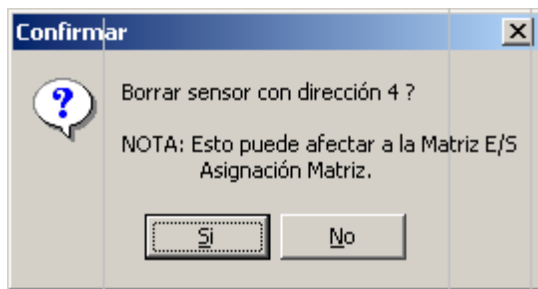 Confirmar
Borrar sensor con dirección 4 ?
NOTA: Esto puede afectar a la Matriz E/S
Asignación Matriz.
Si
No